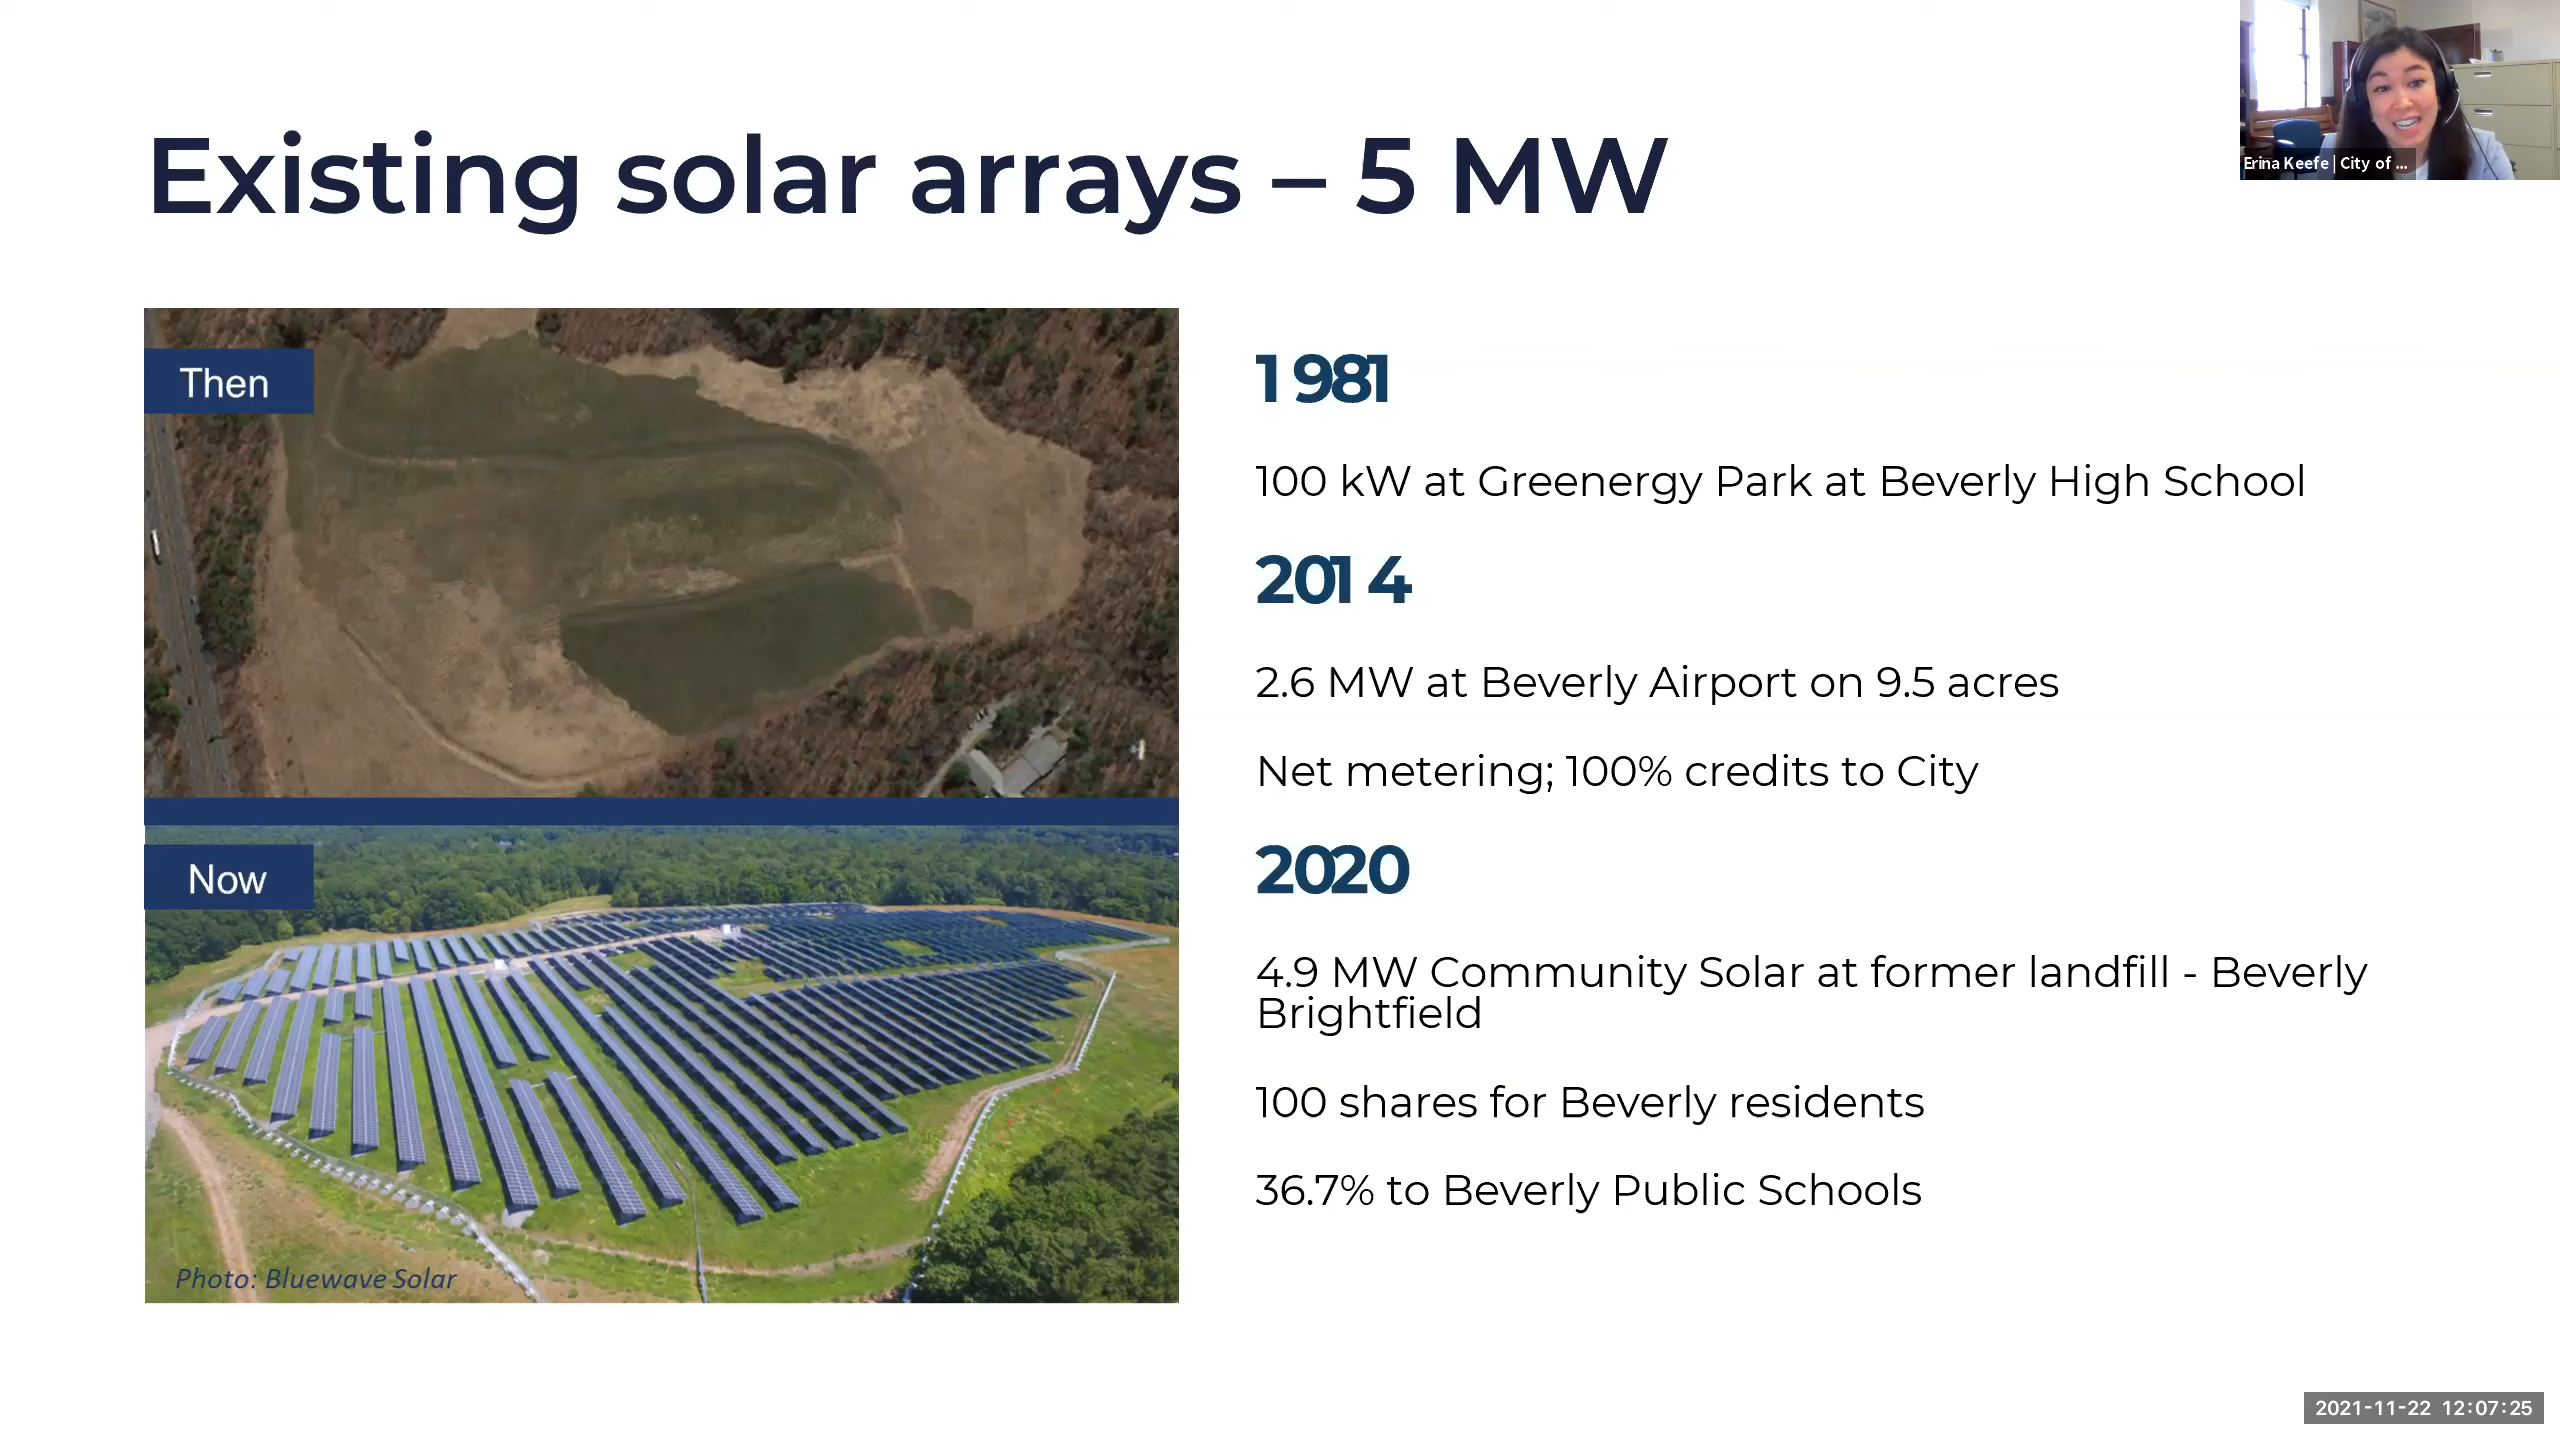 Existing solar arrays – 5 MW
Erina Keefe | City of ...
Then
Now
Photo: Bluewave Solar
1981
100 kW at Greenergy Park at Beverly High School
2014
2.6 MW at Beverly Airport on 9.5 acres
Net metering; 100% credits to City
2020
4.9 MW Community Solar at former landfill - Beverly
Brightfield
100 shares for Beverly residents
36.7% to Beverly Public Schools
2021-11-22 12:07:25